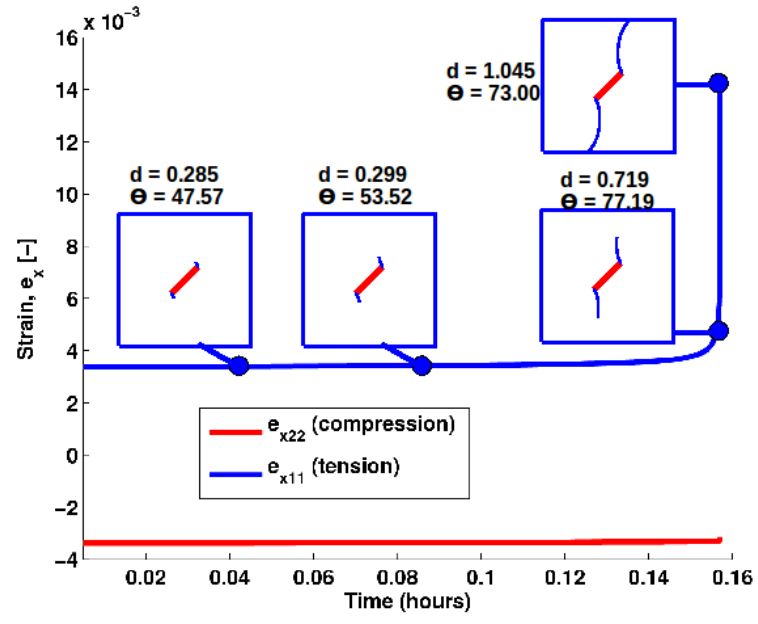 x 10⁻³
16
14
12
10
8
6
4
2
0
−2
−4
Strain, eₓ [−]
d = 1.045
ϴ = 73.00
d = 0.285
ϴ = 47.57
d = 0.299
ϴ = 53.52
d = 0.719
ϴ = 77.19
eₓ₂₂ (compression)
eₓ₁₁ (tension)
0.02 0.04 0.06 0.08 0.1 0.12 0.14 0.16
Time (hours)